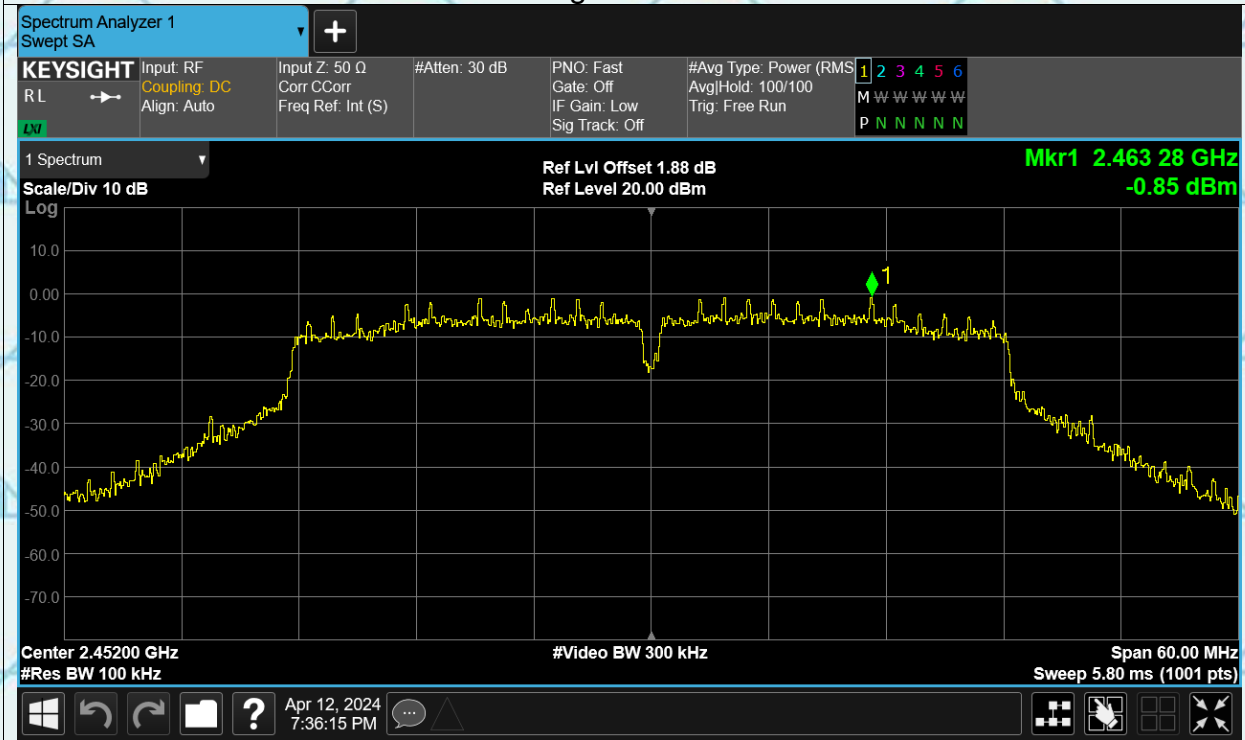 Spectrum Analyzer 1
Swept SA
+
KEYSIGHT
RL
LXI
Input: RF
Coupling: DC
Align: Auto
Input Z: 50 Ω
Corr CCorr
Freq Ref: Int (S)
#Atten: 30 dB
PNO: Fast
Gate: Off
IF Gain: Low
Sig Track: Off
#Avg Type: Power (RMS
Avg|Hold: 100/100
Trig: Free Run
1 2 3 4 5 6
M W W W W W
P N N N N N
1 Spectrum
Scale/Div 10 dB
Ref Lvl Offset 1.88 dB
Ref Level 20.00 dBm
Mkr1 2.463 28 GHz
-0.85 dBm
Log
10.0
0.00
-10.0
-20.0
-30.0
-40.0
-50.0
-60.0
-70.0
1
Center 2.45200 GHz
#Video BW 300 kHz
Span 60.00 MHz
#Res BW 100 kHz
Sweep 5.80 ms (1001 pts)
?
Apr 12, 2024
7:36:15 PM